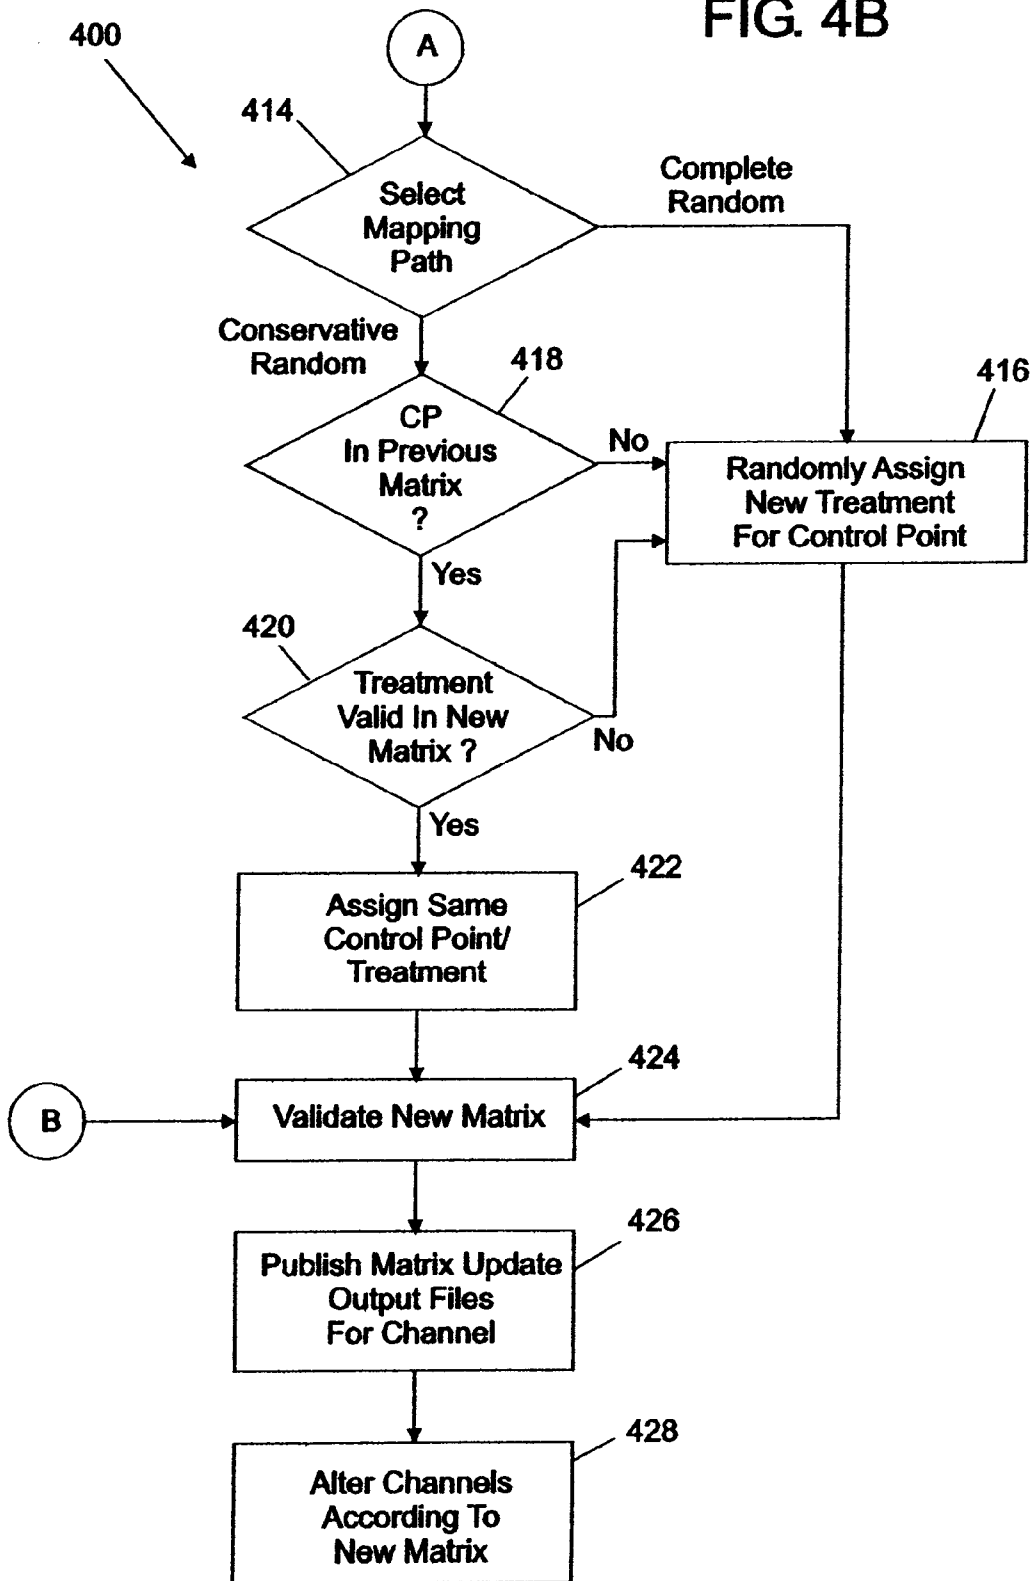 FIG. 4B
400
A
414
Select
Mapping
Path
Complete
Random
Conservative
Random
418
CP
In Previous
Matrix
?
No
416
Randomly Assign
New Treatment
For Control Point
Yes
420
Treatment
Valid In New
Matrix ?
No
Yes
422
Assign Same
Control Point/
Treatment
424
B
Validate New Matrix
426
Publish Matrix Update
Output Files
For Channel
428
Alter Channels
According To
New Matrix